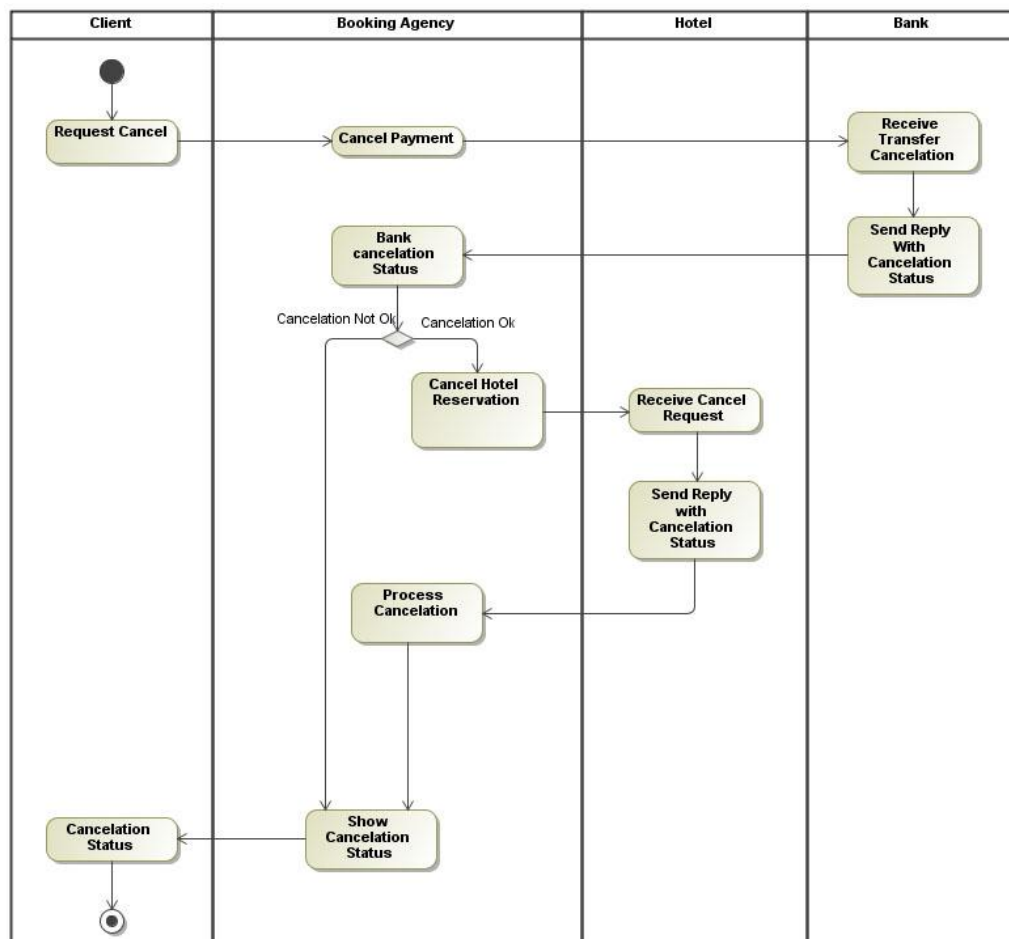 Client
Booking Agency
Hotel
Bank
Request Cancel
Cancel Payment
Receive
Transfer
Cancelation
Send Reply
With
Cancelation
Status
Bank
cancelation
Status
Cancelation Not Ok
Cancelation Ok
Cancel Hotel
Reservation
Receive Cancel
Request
Send Reply
with
Cancelation
Status
Process
Cancelation
Show
Cancelation
Status
Cancelation
Status